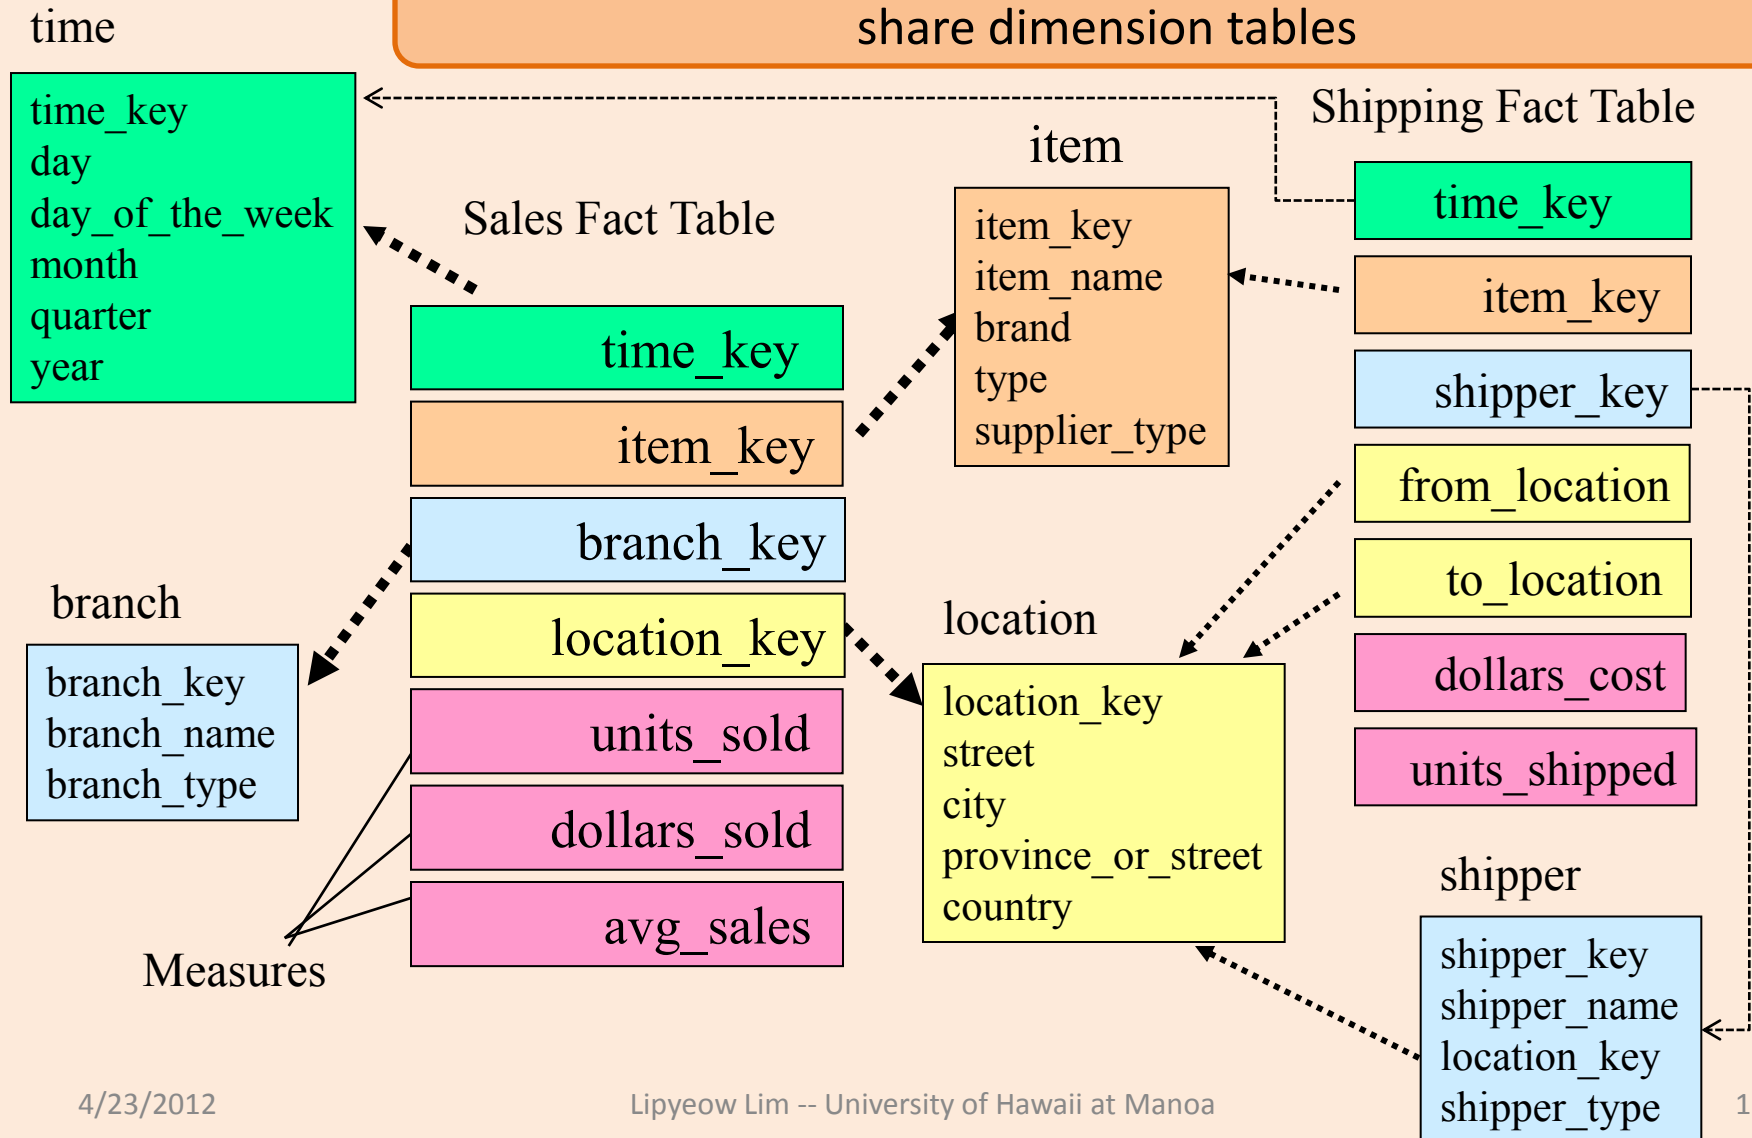 share dimension tables
time
time_key
day
day_of_the_week
month
quarter
year
Sales Fact Table
time_key
item_key
branch_key
location_key
units_sold
dollars_sold
avg_sales
Measures
branch
branch_key
branch_name
branch_type
item
item_key
item_name
brand
type
supplier_type
location
location_key
street
city
province_or_street
country
Shipping Fact Table
time_key
item_key
shipper_key
from_location
to_location
dollars_cost
units_shipped
shipper
shipper_key
shipper_name
location_key
shipper_type
4/23/2012
Lipyeow Lim -- University of Hawaii at Manoa
1